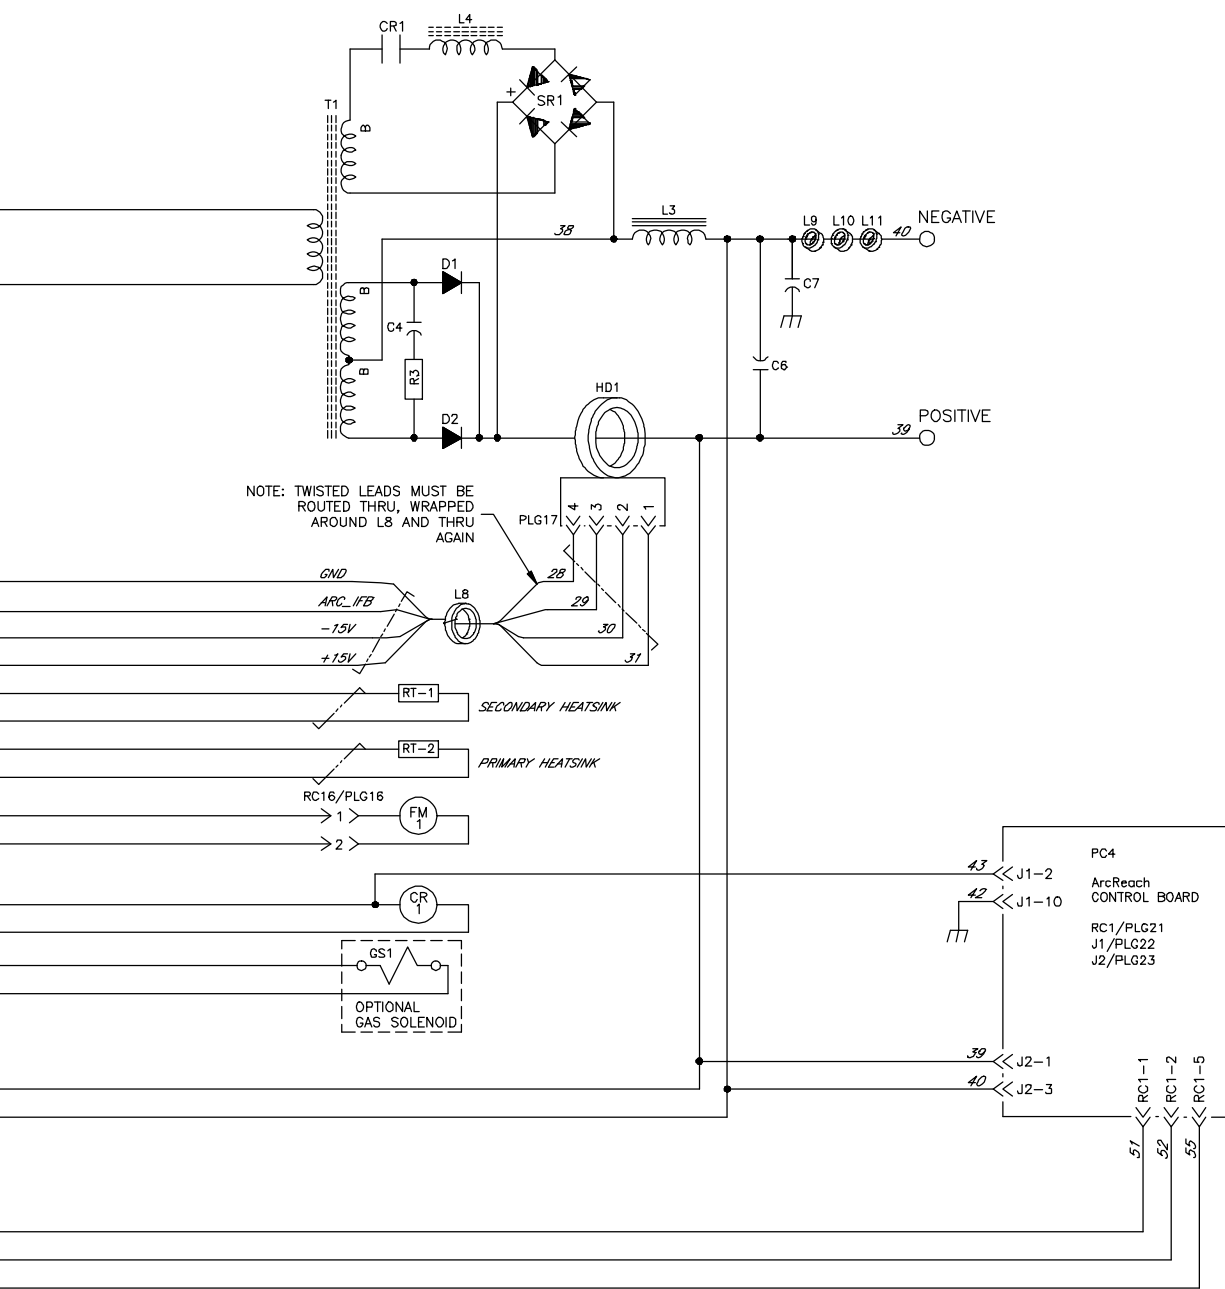 L4
CR1
+
SR1
T1
B
L3
38
L9
L10
L11
40
NEGATIVE
D1
B
C7
C4
B
R3
C6
HD1
D2
39
POSITIVE
NOTE: TWISTED LEADS MUST BE
ROUTED THRU, WRAPPED
AROUND L8 AND THRU
AGAIN
PLG17
4
3
2
1
GND
28
L8
ARC_IFB
29
-15V
30
+15V
31
RT-1
SECONDARY HEATSINK
RT-2
PRIMARY HEATSINK
RC16/PLG16
1
FM
1
2
PC4
43
J1-2
ArcReach
CONTROL BOARD
42
J1-10
CR
1
RC1/PLG21
J1/PLG22
J2/PLG23
GS1
OPTIONAL
GAS SOLENOID
39
J2-1
40
J2-3
RC1-1
RC1-2
RC1-5
51
52
55